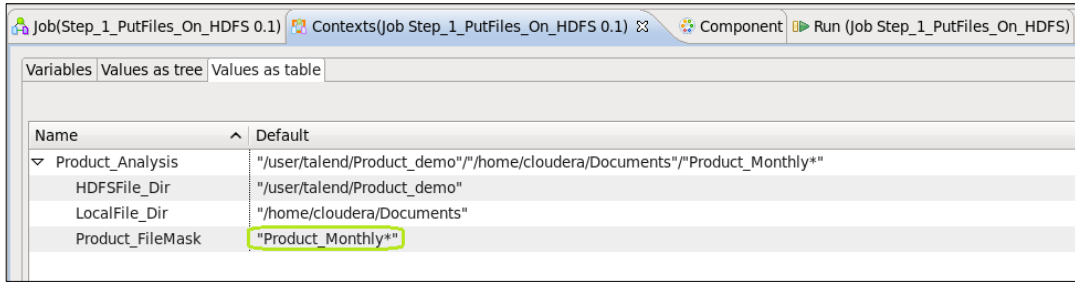 Job(Step_1_PutFiles_On_HDFS 0.1) Contexts(Job Step_1_PutFiles_On_HDFS 0.1) Component Run (Job Step_1_PutFiles_On_HDFS)
Variables Values as tree Values as table
Name Default
Product_Analysis "/user/talend/Product_demo"/"/home/cloudera/Documents"/"Product_Monthly*"
HDFSFile_Dir "/user/talend/Product_demo"
LocalFile_Dir "/home/cloudera/Documents"
Product_FileMask "Product_Monthly*"